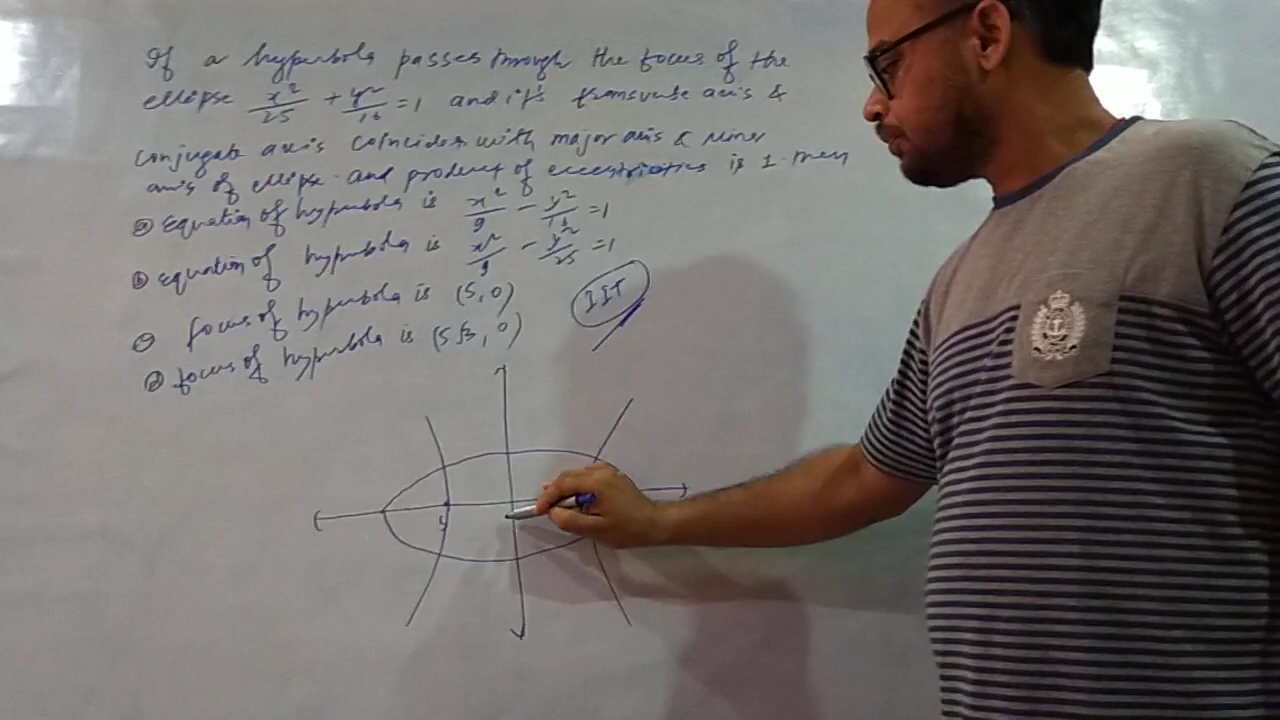 If a hyperbola passes through the focus of the
ellipse x²/25 + y²/16 = 1 and it's transverse axis &
conjugate axis coincides with major axis & minor
axis of ellipse and product of eccentricities is 1. then
(a) equation of hyperbola is x²/9 - y²/16 = 1
(b) equation of hyperbola is x²/9 - y²/25 = 1
(c) focus of hyperbola is (5, 0)
(d) focus of hyperbola is (5√3, 0)
IIT